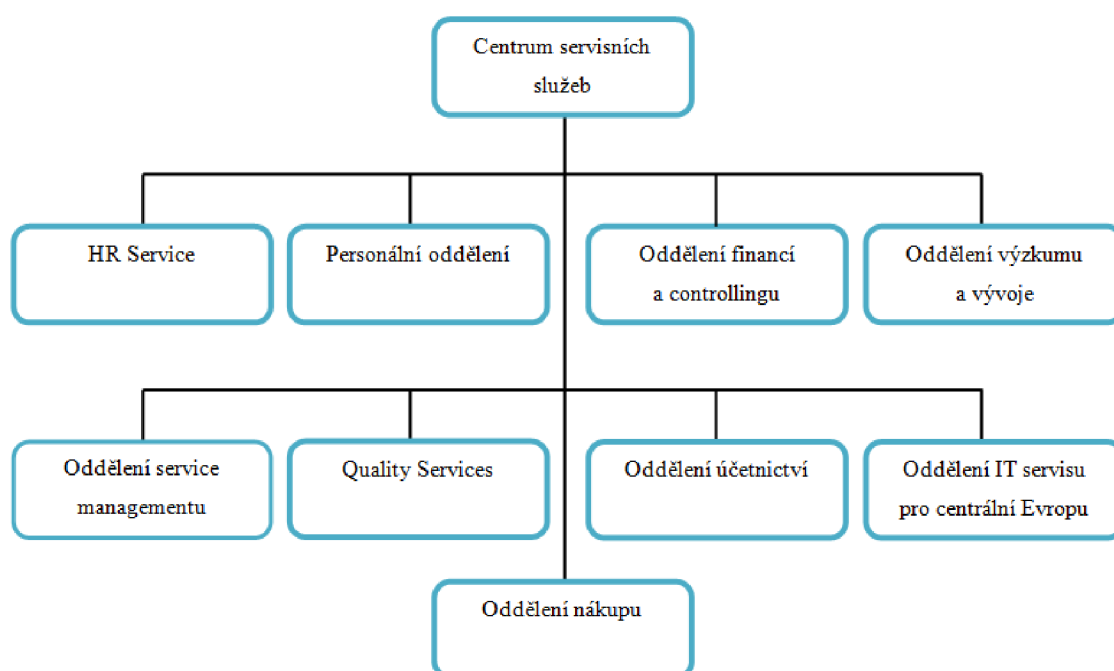 Centrum servisních
služeb
HR Service
Personální oddělení
Oddělení financí
a controllingu
Oddělení výzkumu
a vývoje
Oddělení service
managementu
Quality Services
Oddělení účetnictví
Oddělení IT servisu
pro centrální Evropu
Oddělení nákupu